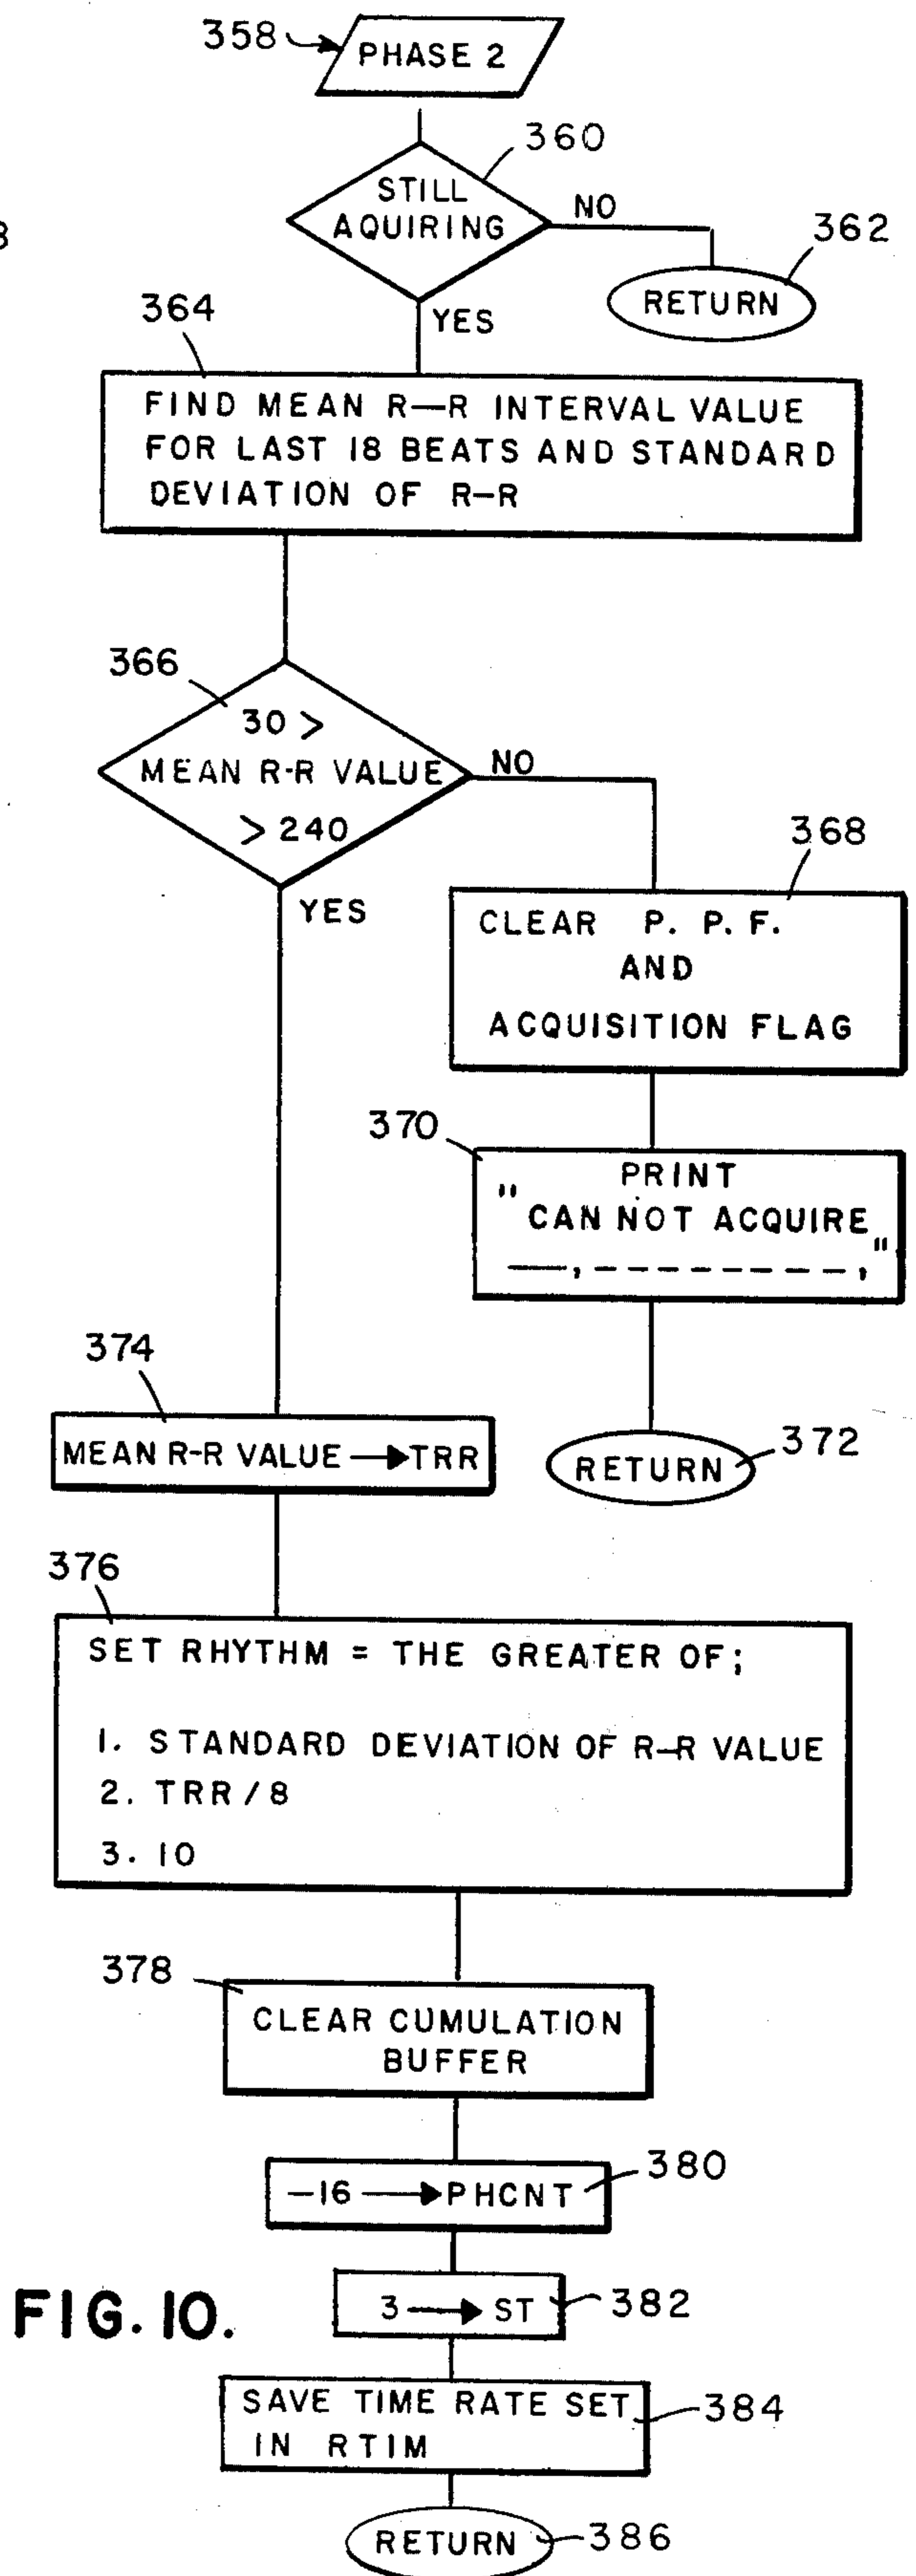 358
PHASE 2
360
STILL
AQUIRING
NO
362
RETURN
YES
364
FIND MEAN R—R INTERVAL VALUE
FOR LAST 18 BEATS AND STANDARD
DEVIATION OF R-R
366
30 >
MEAN R-R VALUE
> 240
NO
YES
368
CLEAR P. P. F.
AND
ACQUISITION FLAG
370
PRINT
" CAN NOT ACQUIRE
__, _ _ _ _ _ _ _ _ _ , "
372
RETURN
374
MEAN R-R VALUE → TRR
376
SET RHYTHM = THE GREATER OF;
1. STANDARD DEVIATION OF R-R VALUE
2. TRR / 8
3. 10
378
CLEAR CUMULATION
BUFFER
-16 → PHCNT
380
3 → ST
382
FIG. 10.
SAVE TIME RATE SET
IN RTIM
384
RETURN
386